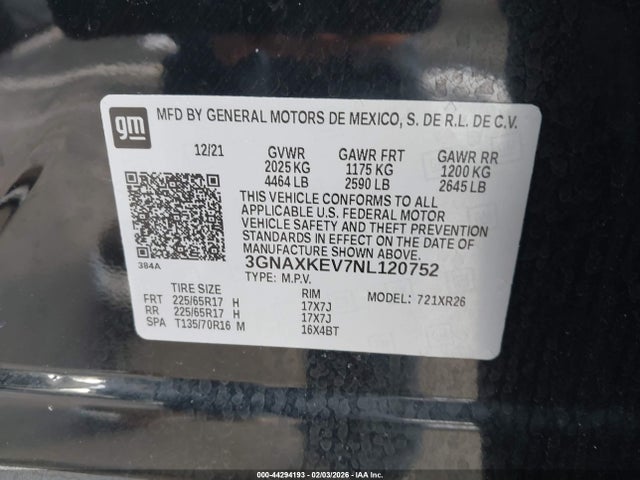 gm
MFD BY GENERAL MOTORS DE MEXICO, S. DE R.L. DE C.V.
12/21 GVWR GAWR FRT GAWR RR
2025 KG 1175 KG 1200 KG
4464 LB 2590 LB 2645 LB
THIS VEHICLE CONFORMS TO ALL
APPLICABLE U.S. FEDERAL MOTOR
VEHICLE SAFETY AND THEFT PREVENTION
STANDARDS IN EFFECT ON THE DATE OF
MANUFACTURE SHOWN ABOVE.
384A 3GNAXKEV7NL120752
TYPE: M.P.V.
TIRE SIZE RIM MODEL: 721XR26
FRT 225/65R17 H 17X7J
RR 225/65R17 H 17X7J
SPA T135/70R16 M 16X4BT
000-44294193 - 02/03/2026 - IAA, Inc.